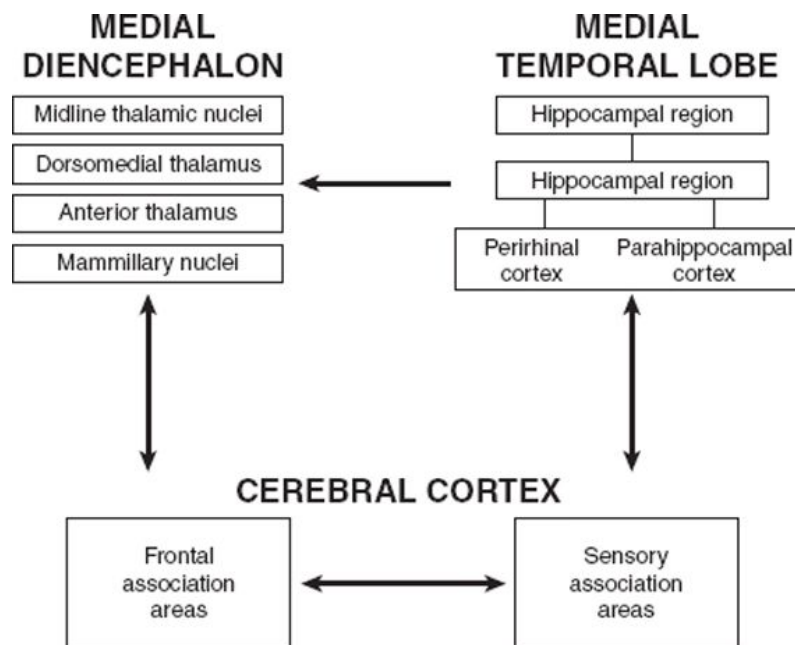 MEDIAL
DIENCEPHALON
Midline thalamic nuclei
Dorsomedial thalamus
Anterior thalamus
Mammillary nuclei
MEDIAL
TEMPORAL LOBE
Hippocampal region
Hippocampal region
Perirhinal
cortex
Parahippocampal
cortex
CEREBRAL CORTEX
Frontal
association
areas
Sensory
association
areas